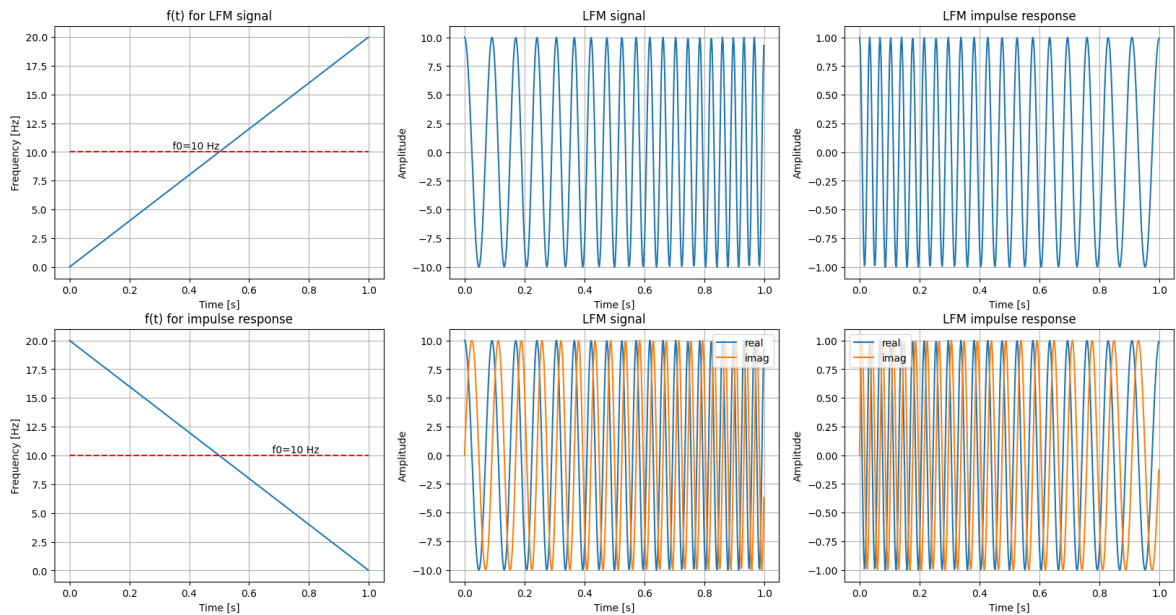 f(t) for LFM signal
20.0
17.5
15.0
12.5
10.0
7.5
5.0
2.5
0.0
Frequency [Hz]
f0=10 Hz
0.0 0.2 0.4 0.6 0.8 1.0
Time [s]
LFM signal
10.0
7.5
5.0
2.5
0.0
−2.5
−5.0
−7.5
−10.0
Amplitude
0.0 0.2 0.4 0.6 0.8 1.0
Time [s]
LFM impulse response
1.00
0.75
0.50
0.25
0.00
−0.25
−0.50
−0.75
−1.00
Amplitude
0.0 0.2 0.4 0.6 0.8 1.0
Time [s]
f(t) for impulse response
20.0
17.5
15.0
12.5
10.0
7.5
5.0
2.5
0.0
Frequency [Hz]
f0=10 Hz
0.0 0.2 0.4 0.6 0.8 1.0
Time [s]
LFM signal
10.0
7.5
5.0
2.5
0.0
−2.5
−5.0
−7.5
−10.0
Amplitude
real
imag
0.0 0.2 0.4 0.6 0.8 1.0
Time [s]
LFM impulse response
1.00
0.75
0.50
0.25
0.00
−0.25
−0.50
−0.75
−1.00
Amplitude
real
imag
0.0 0.2 0.4 0.6 0.8 1.0
Time [s]